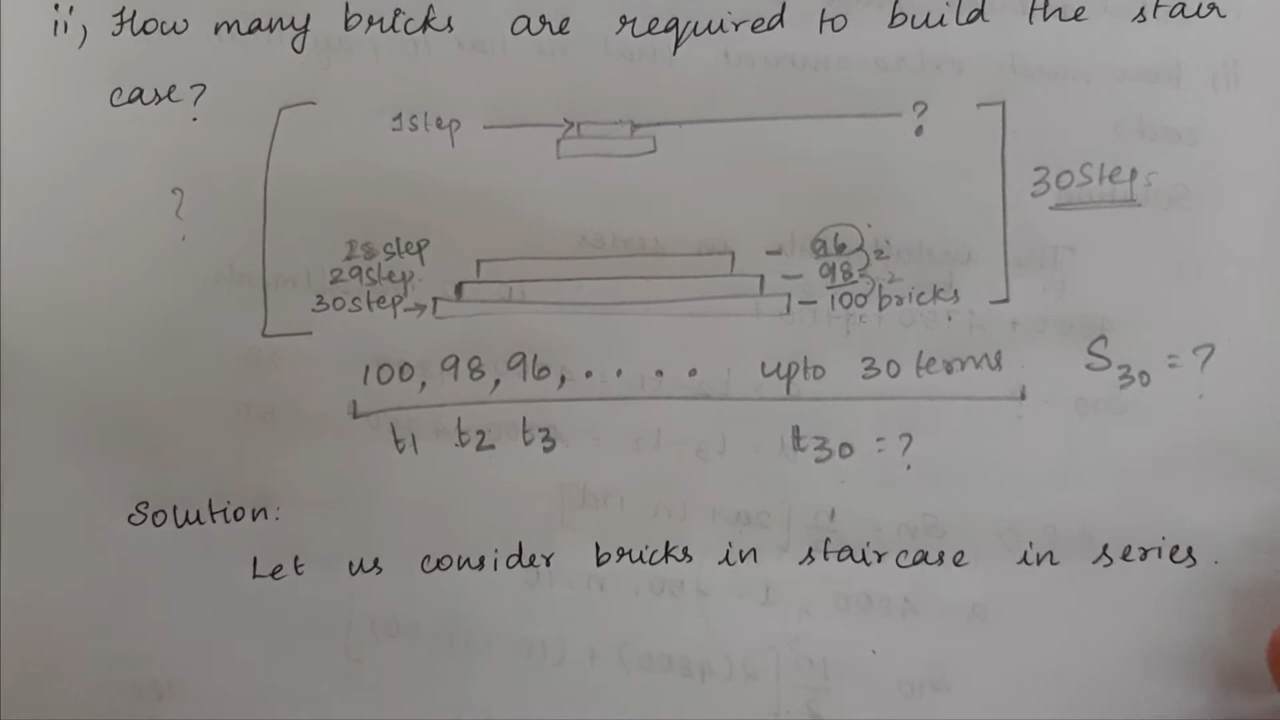 ii, How many bricks are required to build the stair
case?
1step ?
30steps
?
28 step - 96 2
29step. - 98 2
30step - 100 bricks
100, 98, 96, ..... upto 30 terms S30 = ?
t1 t2 t3 t30 = ?
Solution:
Let us consider bricks in staircase in series.